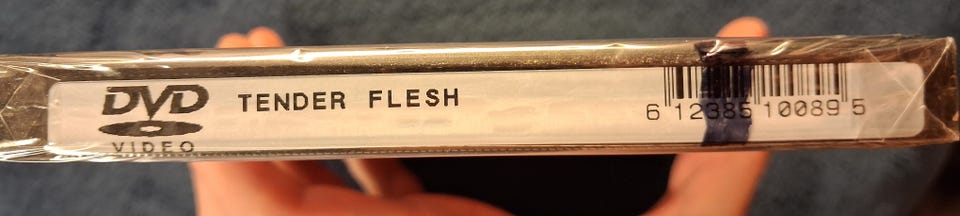 DVD
VIDEO
TENDER FLESH
6 12385 10089 5